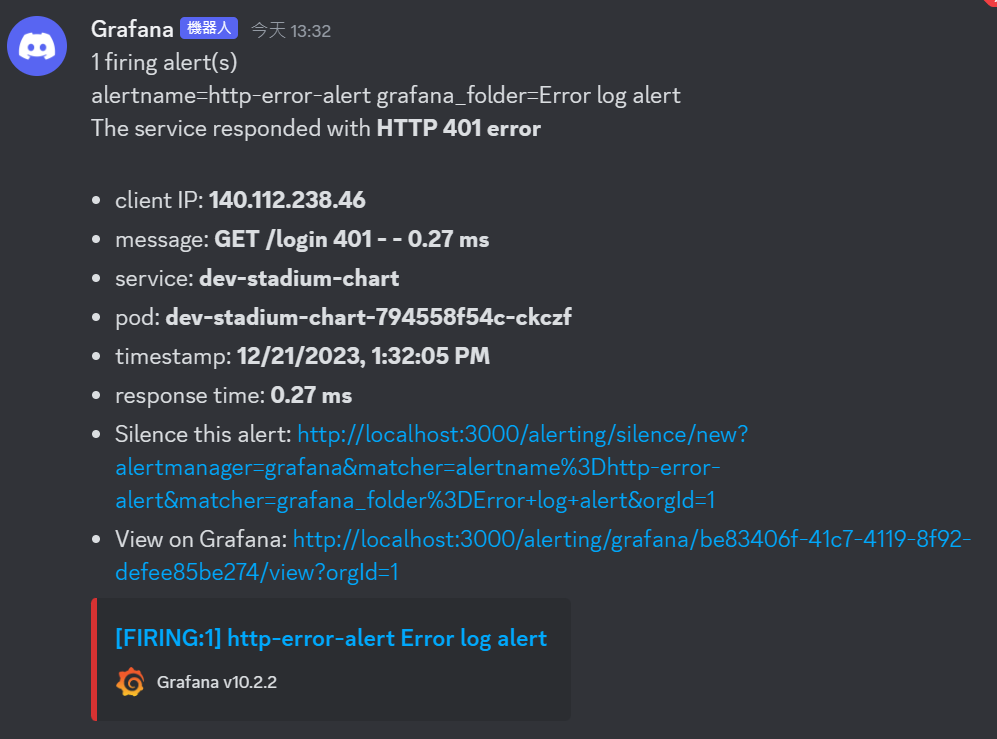 Grafana 機器人 今天 13:32
1 firing alert(s)
alertname=http-error-alert grafana_folder=Error log alert
The service responded with HTTP 401 error
• client IP: 140.112.238.46
• message: GET /login 401 - - 0.27 ms
• service: dev-stadium-chart
• pod: dev-stadium-chart-794558f54c-ckczf
• timestamp: 12/21/2023, 1:32:05 PM
• response time: 0.27 ms
• Silence this alert: http://localhost:3000/alerting/silence/new?
alertmanager=grafana&matcher=alertname%3Dhttp-error-
alert&matcher=grafana_folder%3DError+log+alert&orgId=1
• View on Grafana: http://localhost:3000/alerting/grafana/be83406f-41c7-4119-8f92-
defee85be274/view?orgId=1
[FIRING:1] http-error-alert Error log alert
Grafana v10.2.2